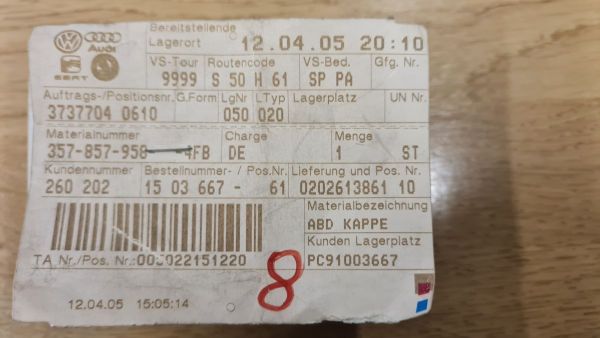 Bereitstellende
Lagerort 12.04.05 20:10
Audi
SEAT
VS-Tour Routencode VS-Bed. Gfg. Nr.
9999 S 50 H 61 SP PA
Auftrags-/Positionsnr. G.Form LgNr LTyp Lagerplatz UN Nr.
3737704 0610 050 020
Materialnummer Charge Menge
357-857-958 4FB DE 1 ST
Kundennummer Bestellnummer- / Pos.Nr. Lieferung und Pos. Nr.
260 202 15 03 667 - 61 0202613861 10
Materialbezeichnung
ABD KAPPE
Kunden Lagerplatz
TA Nr./Pos. Nr.:003922151220 PC91003667
8
12.04.05 15:05:14